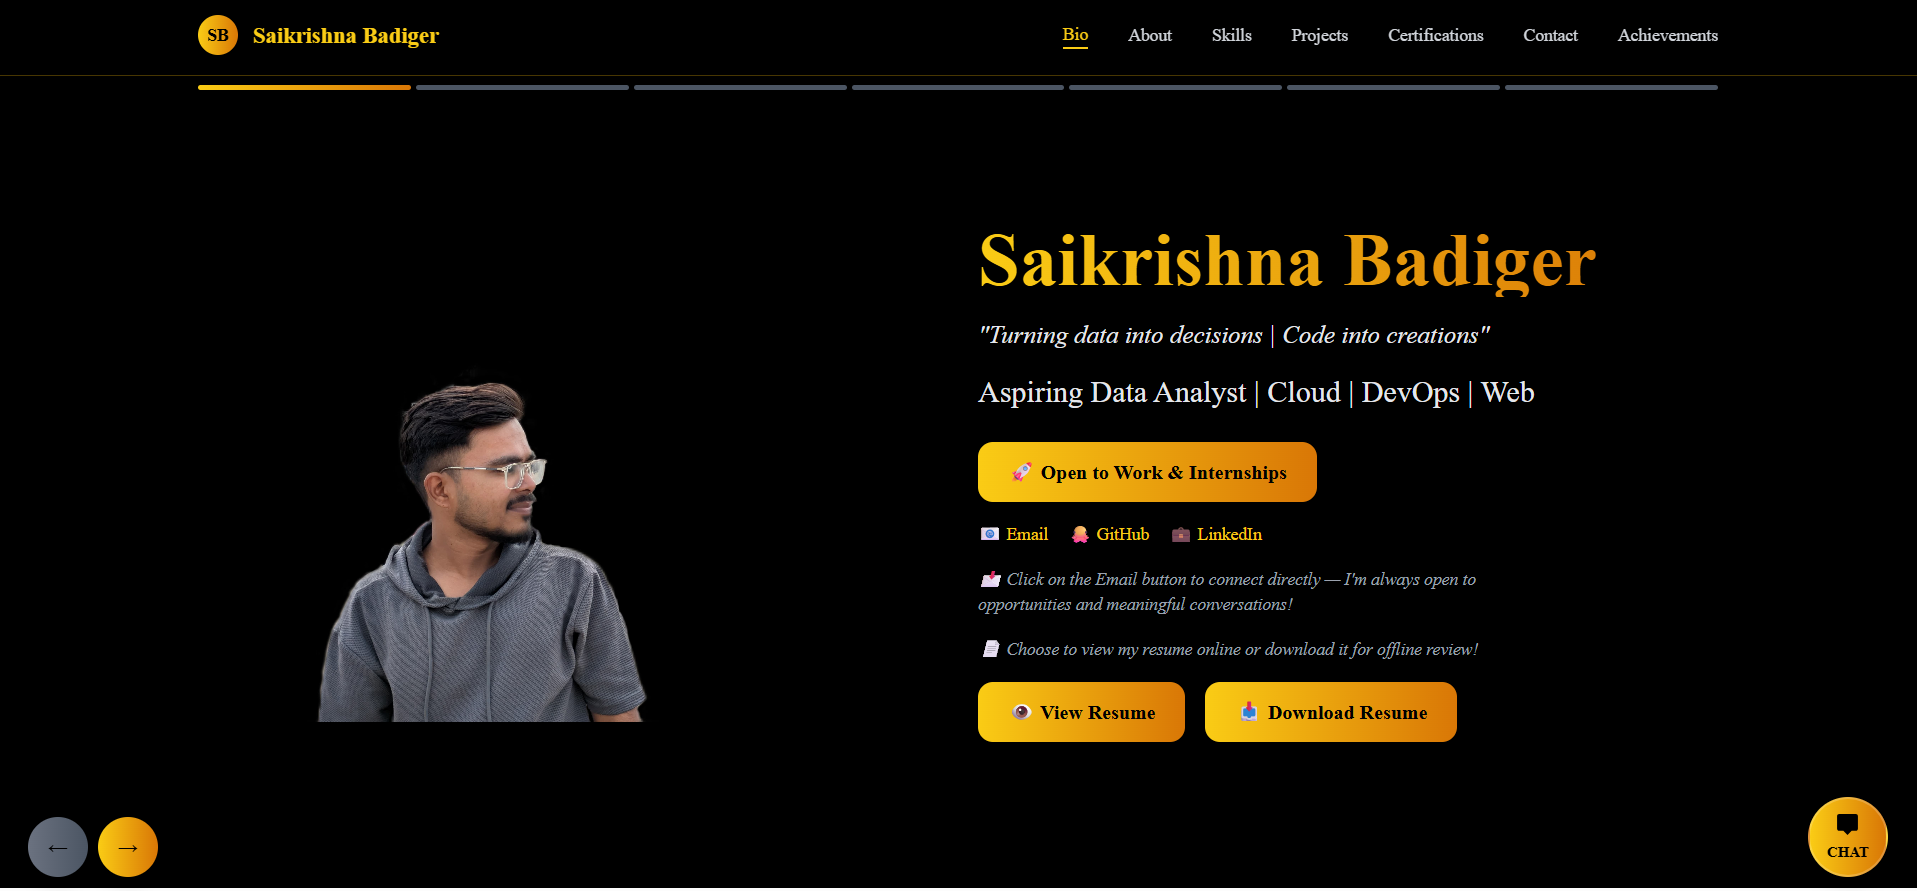 SB Saikrishna Badiger
Bio About Skills Projects Certifications Contact Achievements
Saikrishna Badiger
"Turning data into decisions | Code into creations"
Aspiring Data Analyst | Cloud | DevOps | Web
🚀 Open to Work & Internships
📧 Email 🐙 GitHub 💼 LinkedIn
📩 Click on the Email button to connect directly — I'm always open to
opportunities and meaningful conversations!
📄 Choose to view my resume online or download it for offline review!
👁️ View Resume 📥 Download Resume
← →
CHAT